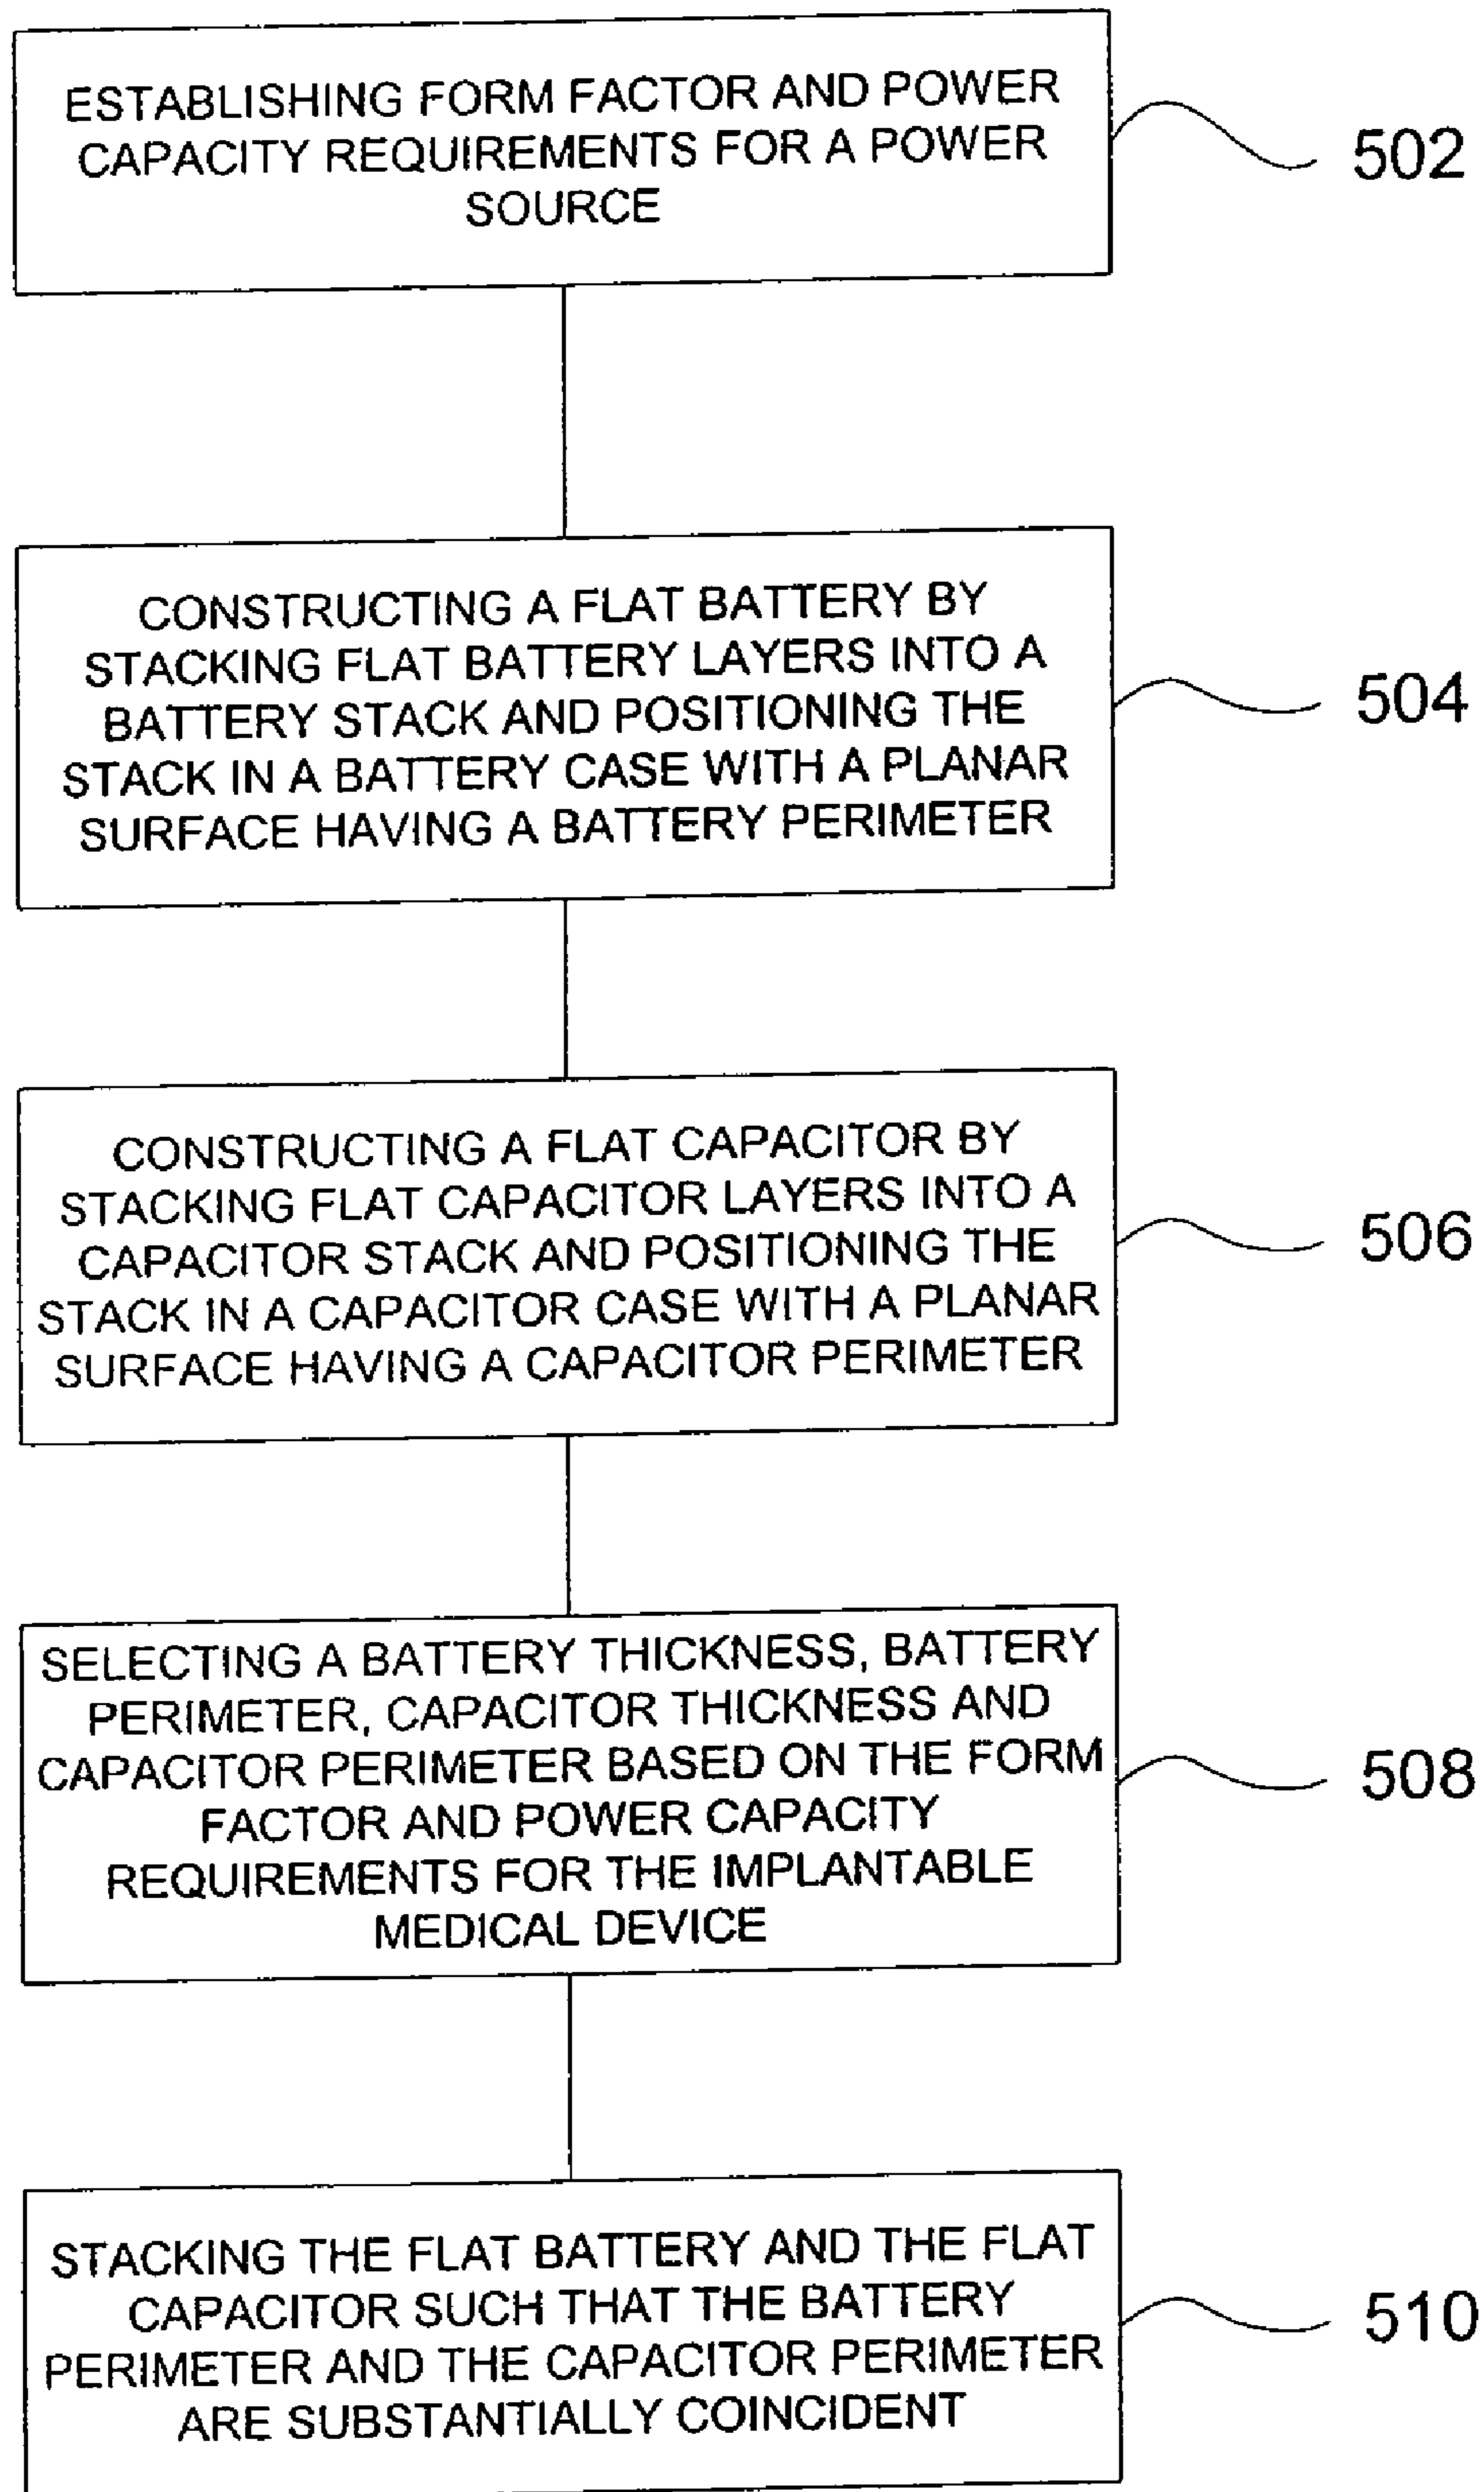 ESTABLISHING FORM FACTOR AND POWER
CAPACITY REQUIREMENTS FOR A POWER
SOURCE
502
CONSTRUCTING A FLAT BATTERY BY
STACKING FLAT BATTERY LAYERS INTO A
BATTERY STACK AND POSITIONING THE
STACK IN A BATTERY CASE WITH A PLANAR
SURFACE HAVING A BATTERY PERIMETER
504
CONSTRUCTING A FLAT CAPACITOR BY
STACKING FLAT CAPACITOR LAYERS INTO A
CAPACITOR STACK AND POSITIONING THE
STACK IN A CAPACITOR CASE WITH A PLANAR
SURFACE HAVING A CAPACITOR PERIMETER
506
SELECTING A BATTERY THICKNESS, BATTERY
PERIMETER, CAPACITOR THICKNESS AND
CAPACITOR PERIMETER BASED ON THE FORM
FACTOR AND POWER CAPACITY
REQUIREMENTS FOR THE IMPLANTABLE
MEDICAL DEVICE
508
STACKING THE FLAT BATTERY AND THE FLAT
CAPACITOR SUCH THAT THE BATTERY
PERIMETER AND THE CAPACITOR PERIMETER
ARE SUBSTANTIALLY COINCIDENT
510